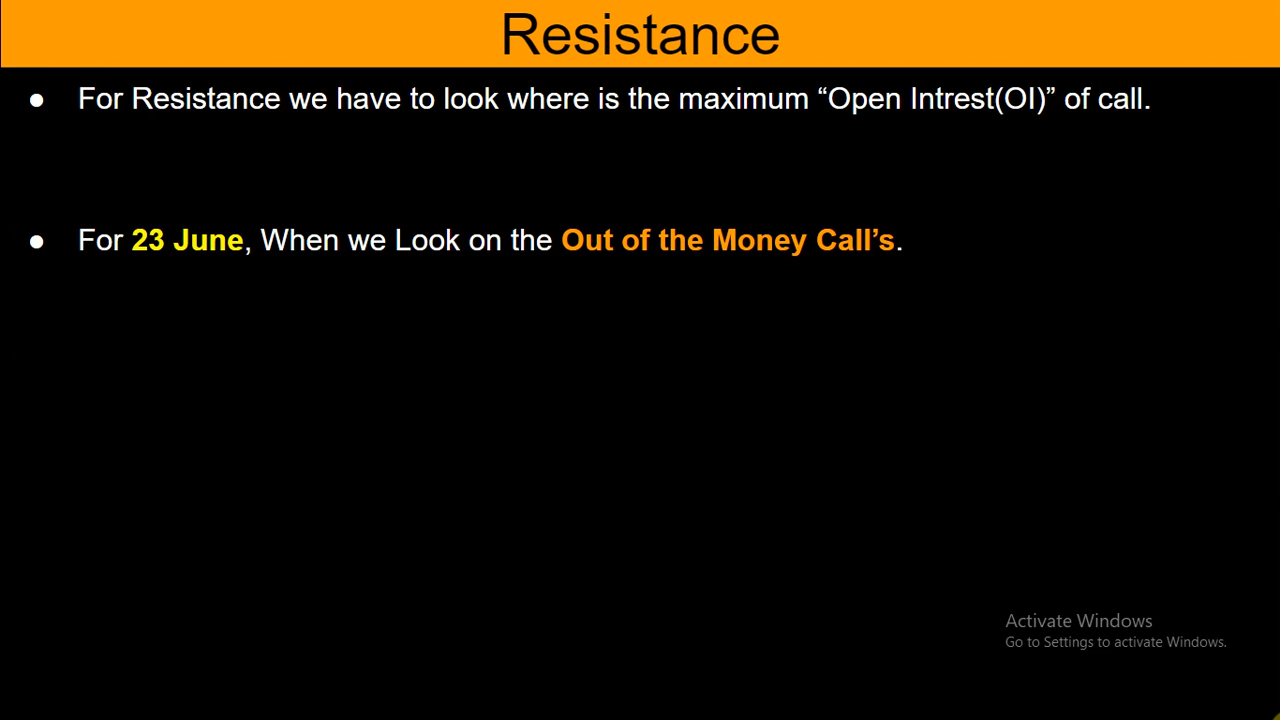 Resistance
● For Resistance we have to look where is the maximum “Open Intrest(OI)” of call.
● For 23 June, When we Look on the Out of the Money Call’s.
Activate Windows
Go to Settings to activate Windows.